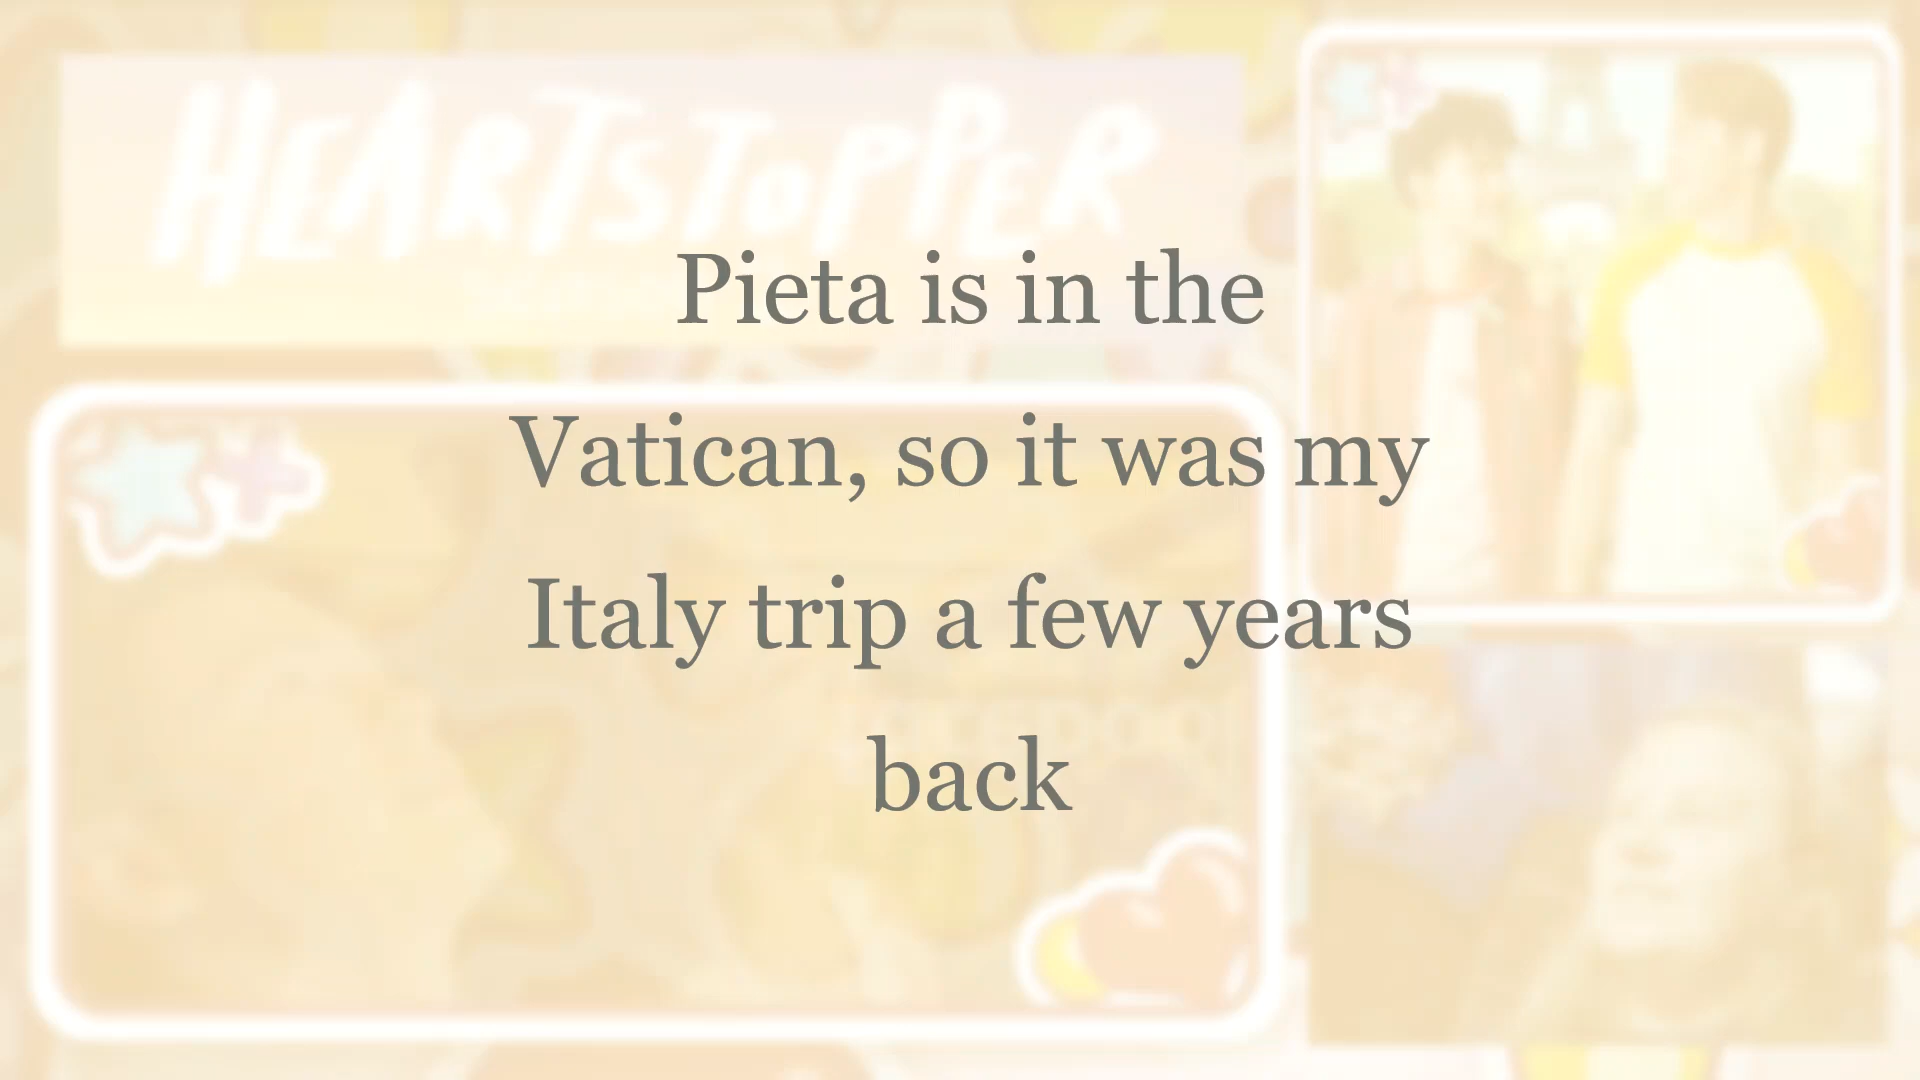 HEARTSTOPPER
Pieta is in the
Vatican, so it was my
Italy trip a few years
back